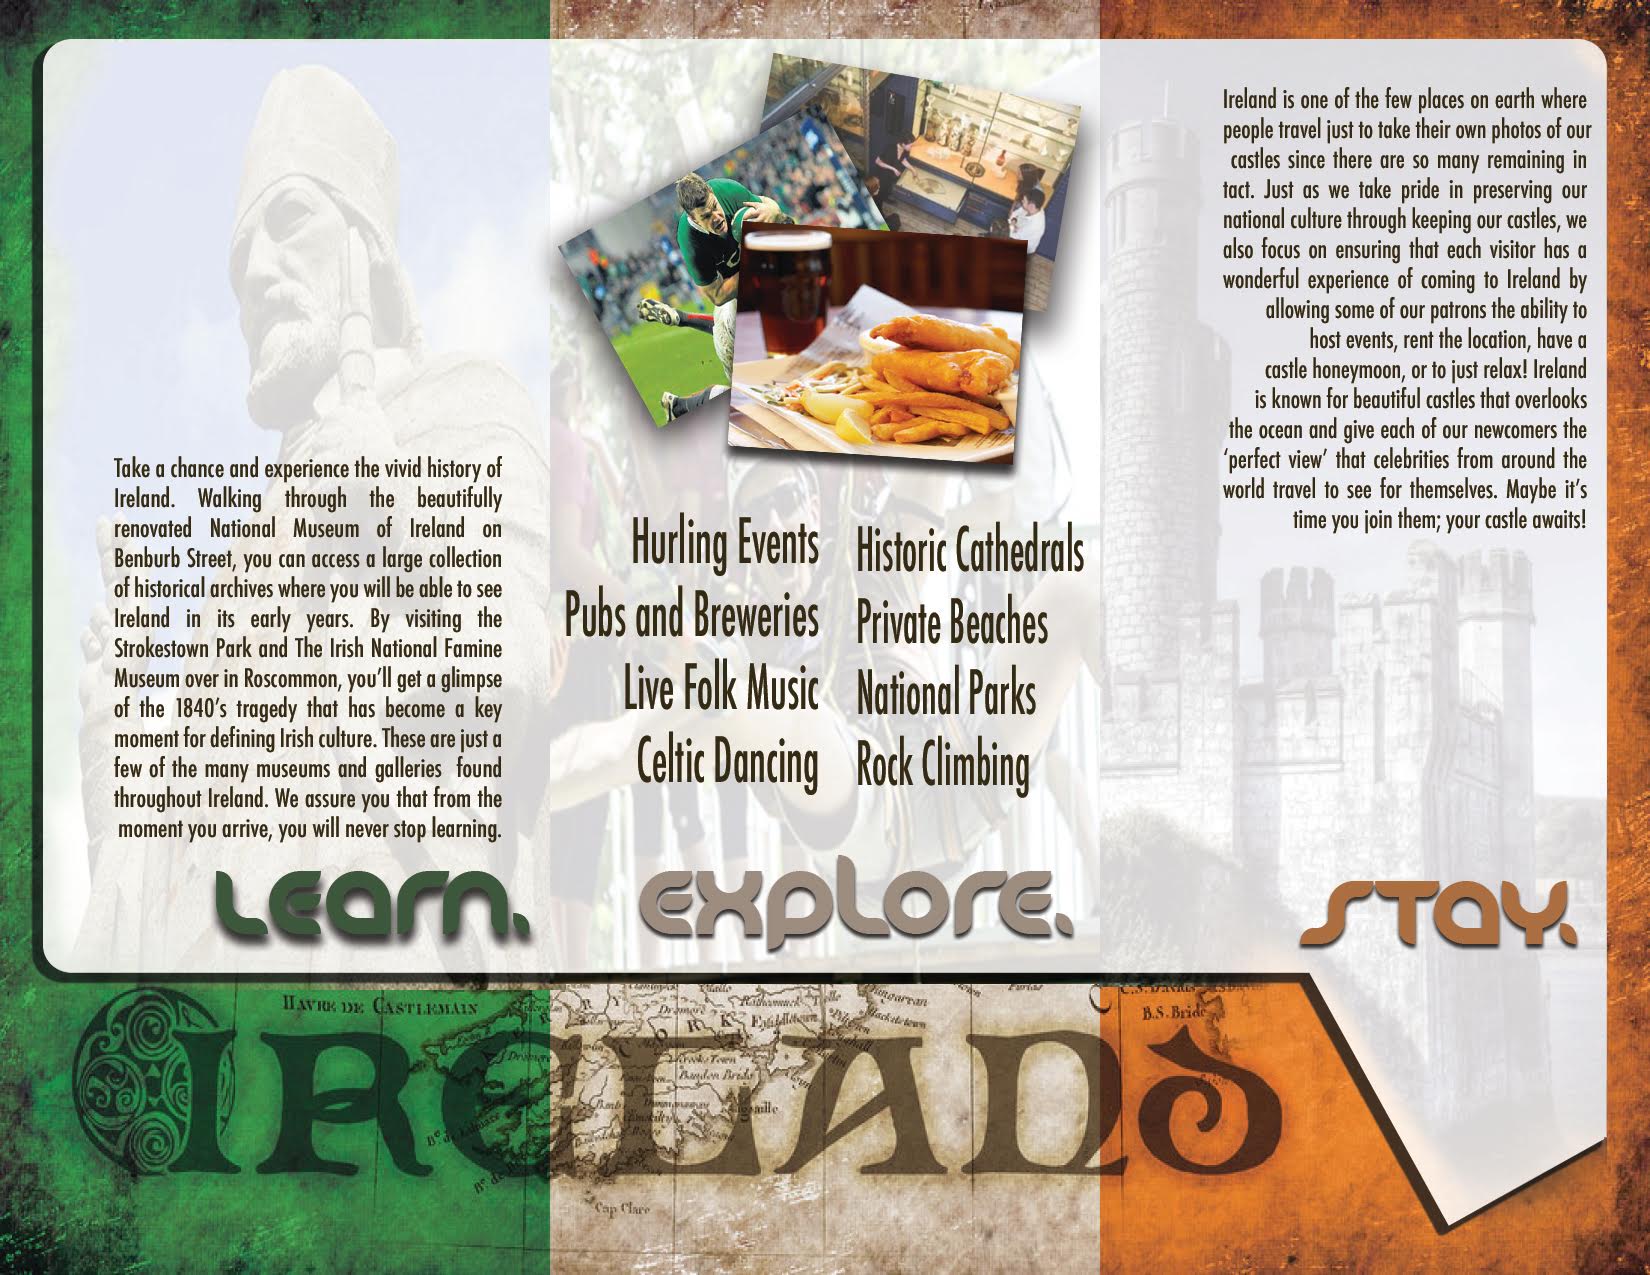 Take a chance and experience the vivid history of
Ireland. Walking through the beautifully
renovated National Museum of Ireland on
Benburb Street, you can access a large collection
of historical archives where you will be able to see
Ireland in its early years. By visiting the
Strokestown Park and The Irish National Famine
Museum over in Roscommon, you'll get a glimpse
of the 1840's tragedy that has become a key
moment for defining Irish culture. These are just a
few of the many museums and galleries found
throughout Ireland. We assure you that from the
moment you arrive, you will never stop learning.
Learn.
Hurling Events
Pubs and Breweries
Live Folk Music
Celtic Dancing
Historic Cathedrals
Private Beaches
National Parks
Rock Climbing
Explore.
Ireland is one of the few places on earth where
people travel just to take their own photos of our
castles since there are so many remaining in
tact. Just as we take pride in preserving our
national culture through keeping our castles, we
also focus on ensuring that each visitor has a
wonderful experience of coming to Ireland by
allowing some of our patrons the ability to
host events, rent the location, have a
castle honeymoon, or to just relax! Ireland
is known for beautiful castles that overlooks
the ocean and give each of our newcomers the
'perfect view' that celebrities from around the
world travel to see for themselves. Maybe it's
time you join them; your castle awaits!
Stay.
HAVRE DE CASTLEMAIN
B.S. Bride
IRELAND
Bandon Bride
Cap Clare